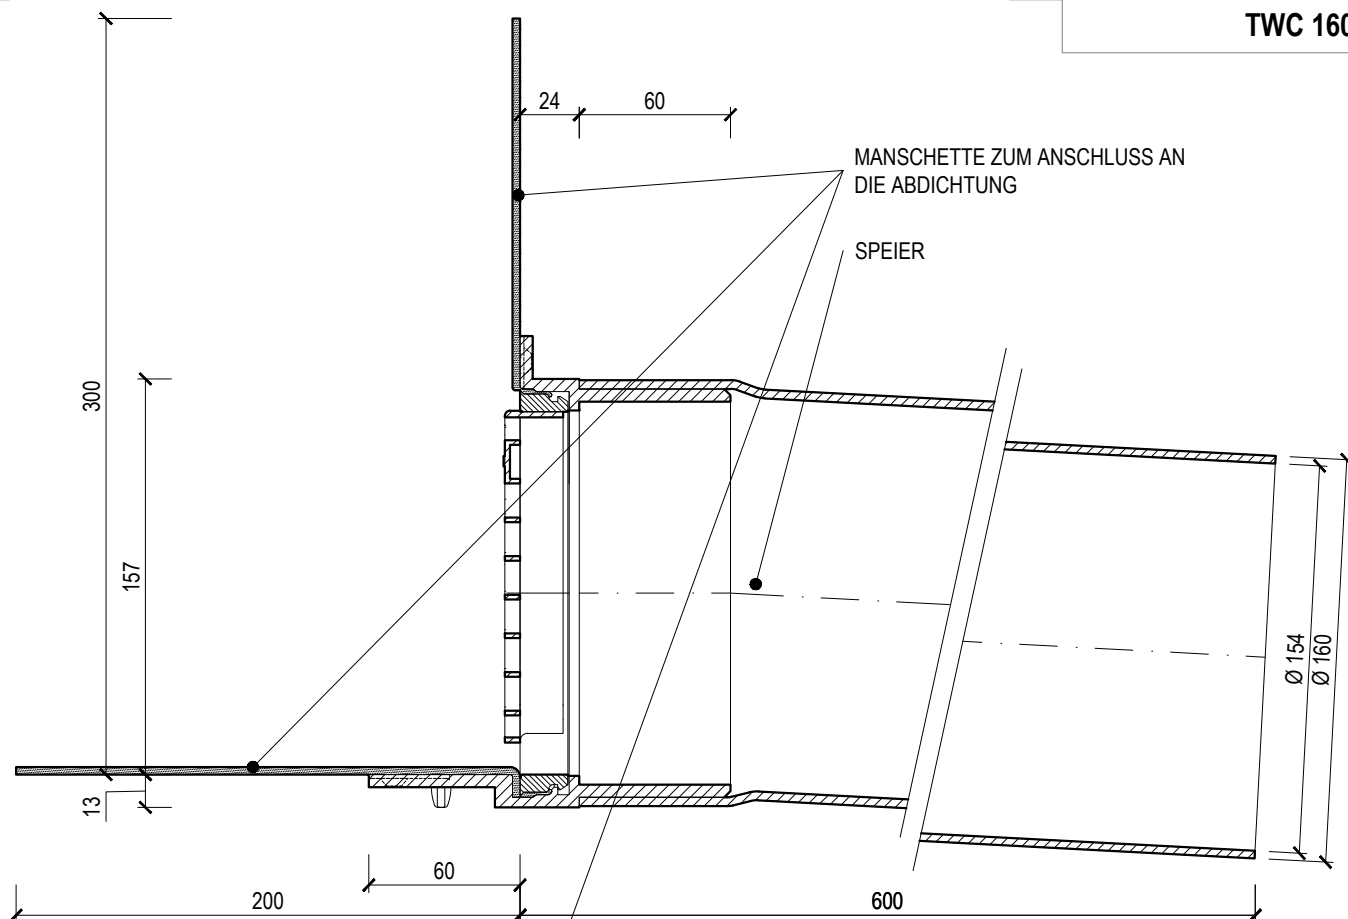 TWC 160
24
60
MANSCHETTE ZUM ANSCHLUSS AN
DIE ABDICHTUNG
SPEIER
300
157
13
Ø 154
Ø 160
60
200
600